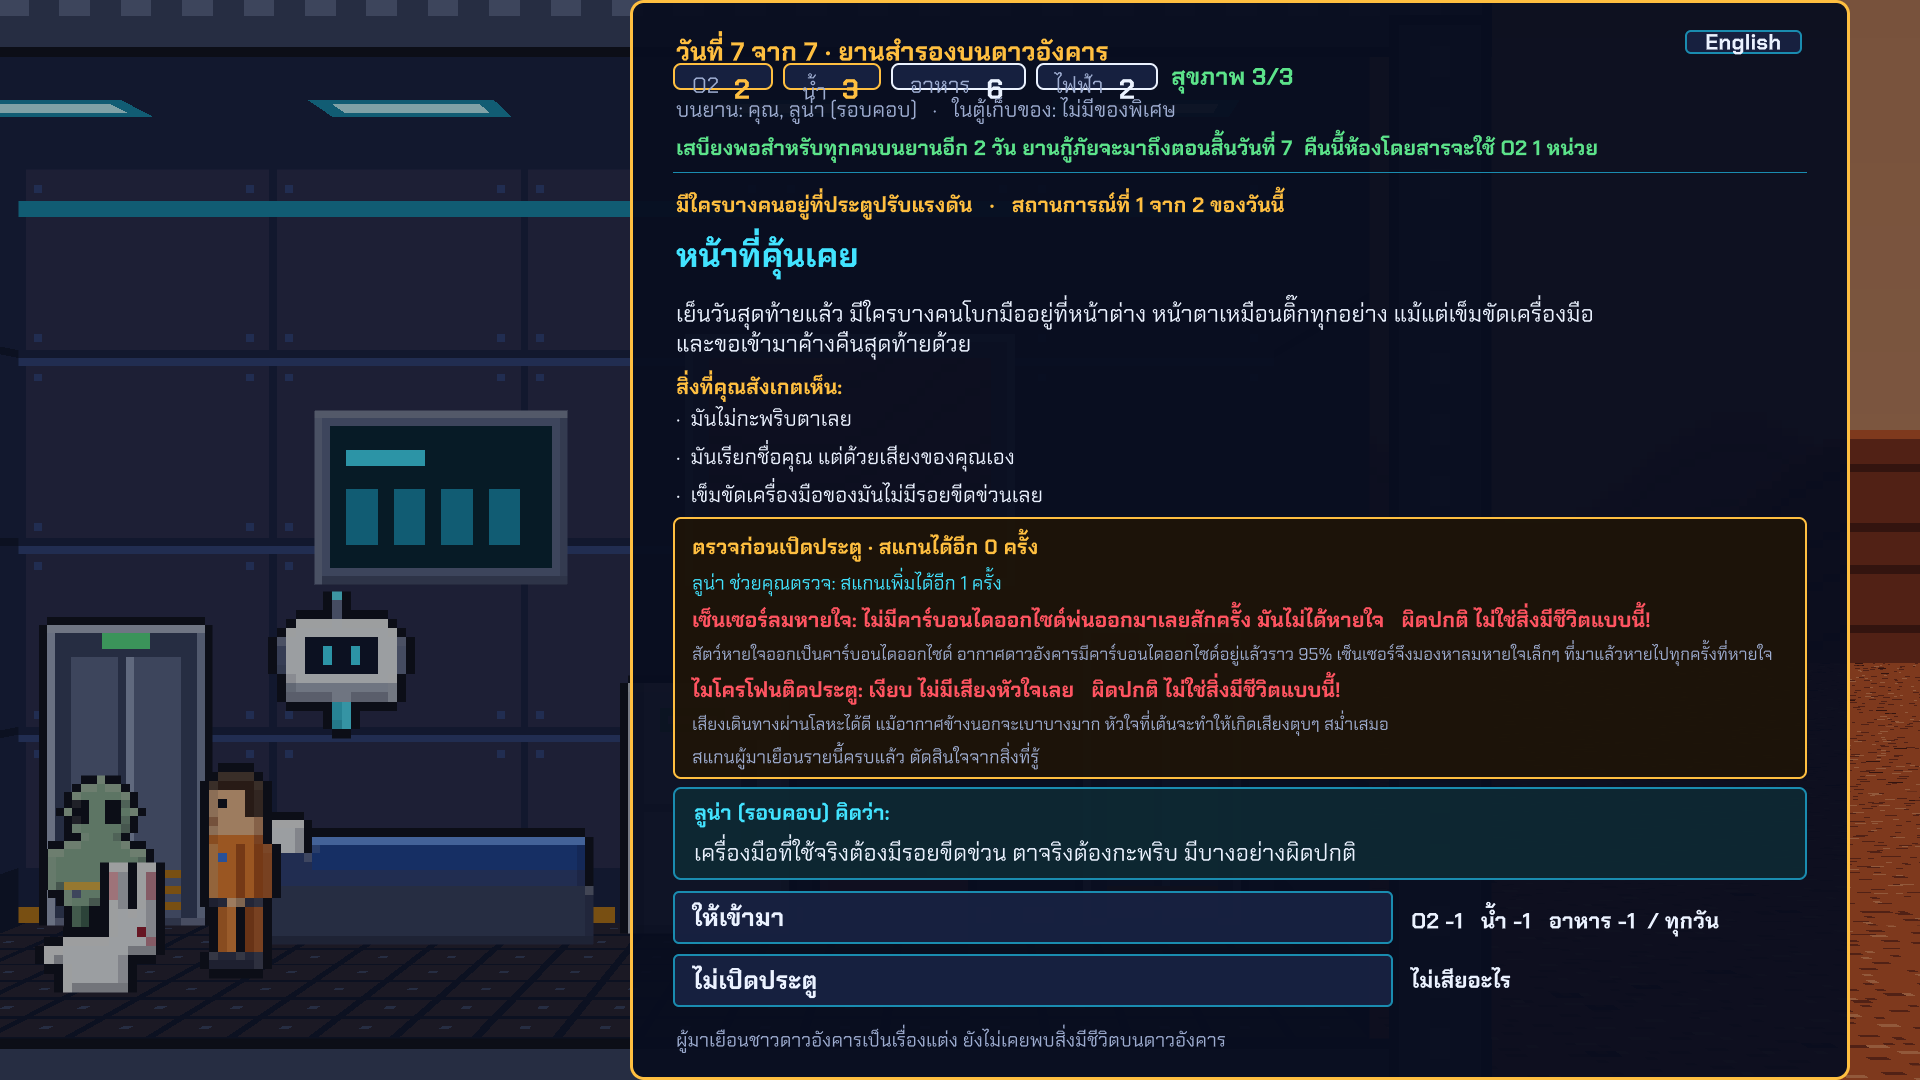 วันที่ 7 จาก 7 · ยานสำรองบนดาวอังคาร
English
O2 2 น้ำ 3 อาหาร 6 ไฟฟ้า 2 สุขภาพ 3/3
บนยาน: คุณ, ลูน่า (รอบคอบ) · ในตู้เก็บของ: ไม่มีของพิเศษ
เสบียงพอสำหรับทุกคนบนยานอีก 2 วัน ยานกู้ภัยจะมาถึงตอนสิ้นวันที่ 7 คืนนี้ห้องโดยสารจะใช้ O2 1 หน่วย
มีใครบางคนอยู่ที่ประตูปรับแรงดัน · สถานการณ์ที่ 1 จาก 2 ของวันนี้
หน้าที่คุ้นเคย
เย็นวันสุดท้ายแล้ว มีใครบางคนโบกมืออยู่ที่หน้าต่าง หน้าตาเหมือนติ๊กทุกอย่าง แม้แต่เข็มขัดเครื่องมือ
และขอเข้ามาค้างคืนสุดท้ายด้วย
สิ่งที่คุณสังเกตเห็น:
· มันไม่กะพริบตาเลย
· มันเรียกชื่อคุณ แต่ด้วยเสียงของคุณเอง
· เข็มขัดเครื่องมือของมันไม่มีรอยขีดข่วนเลย
ตรวจก่อนเปิดประตู · สแกนได้อีก 0 ครั้ง
ลูน่า ช่วยคุณตรวจ: สแกนเพิ่มได้อีก 1 ครั้ง
เซ็นเซอร์ลมหายใจ: ไม่มีคาร์บอนไดออกไซด์พ่นออกมาเลยสักครั้ง มันไม่ได้หายใจ ผิดปกติ ไม่ใช่สิ่งมีชีวิตแบบนี้!
สัตว์หายใจออกเป็นคาร์บอนไดออกไซด์ อากาศดาวอังคารมีคาร์บอนไดออกไซด์อยู่แล้วราว 95% เซ็นเซอร์จึงมองหาลมหายใจเล็กๆ ที่มาแล้วหายไปทุกครั้งที่หายใจ
ไมโครโฟนติดประตู: เงียบ ไม่มีเสียงหัวใจเลย ผิดปกติ ไม่ใช่สิ่งมีชีวิตแบบนี้!
เสียงเดินทางผ่านโลหะได้ดี แม้อากาศข้างนอกจะเบาบางมาก หัวใจที่เต้นจะทำให้เกิดเสียงตุบๆ สม่ำเสมอ
สแกนผู้มาเยือนรายนี้ครบแล้ว ตัดสินใจจากสิ่งที่รู้
ลูน่า (รอบคอบ) คิดว่า:
เครื่องมือที่ใช้จริงต้องมีรอยขีดข่วน ตาจริงต้องกะพริบ มีบางอย่างผิดปกติ
ให้เข้ามา
O2 -1 น้ำ -1 อาหาร -1 / ทุกวัน
ไม่เปิดประตู
ไม่เสียอะไร
ผู้มาเยือนชาวดาวอังคารเป็นเรื่องแต่ง ยังไม่เคยพบสิ่งมีชีวิตบนดาวอังคาร